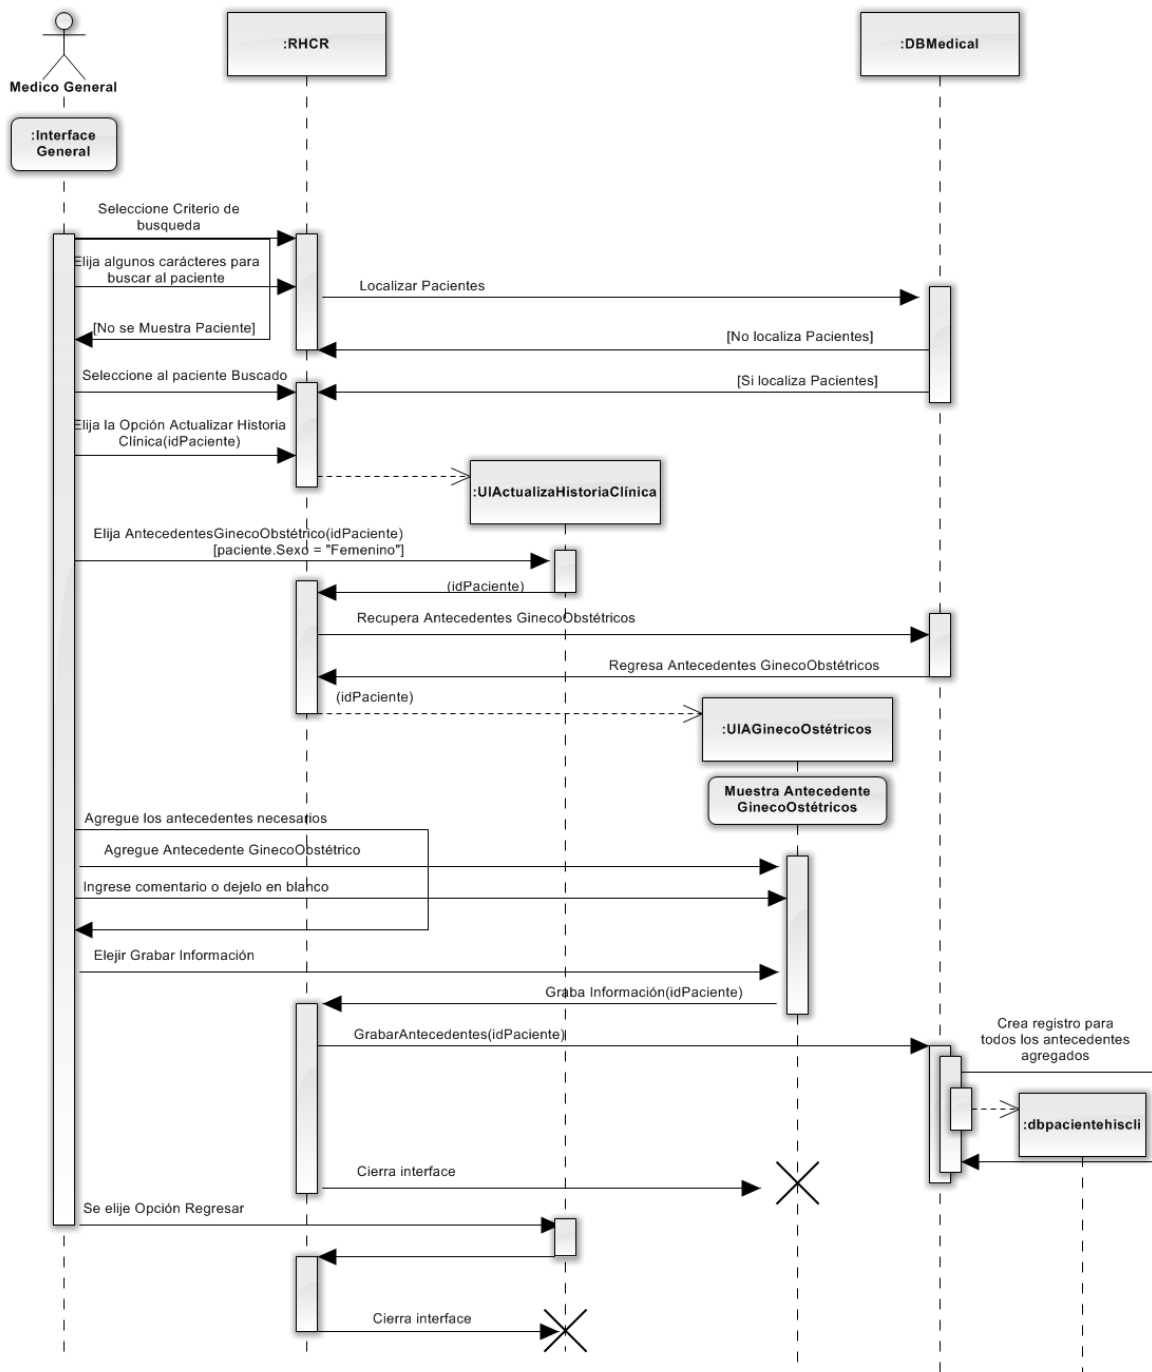 :RHCR
:DBMedical
Medico General
:Interface
General
Seleccione Criterio de
busqueda
Elija algunos carácteres para
buscar al paciente
Localizar Pacientes
[No se Muestra Paciente]
[No localiza Pacientes]
Seleccione al paciente Buscado
[Si localiza Pacientes]
Elija la Opción Actualizar Historia
Clínica(idPaciente)
:UIActualizaHistoriaClínica
Elija AntecedentesGinecoObstétrico(idPaciente)
[paciente.Sexo = "Femenino"]
(idPaciente)
Recupera Antecedentes GinecoObstétricos
Regresa Antecedentes GinecoObstétricos
(idPaciente)
:UIAGinecoOstétricos
Muestra Antecedente
GinecoOstétricos
Agregue los antecedentes necesarios
Agregue Antecedente GinecoObstétrico
Ingrese comentario o dejelo en blanco
Elejir Grabar Información
Graba Información(idPaciente)
GrabarAntecedentes(idPaciente)
Crea registro para
todos los antecedentes
agregados
:dbpacientehiscli
Cierra interface
Se elije Opción Regresar
Cierra interface